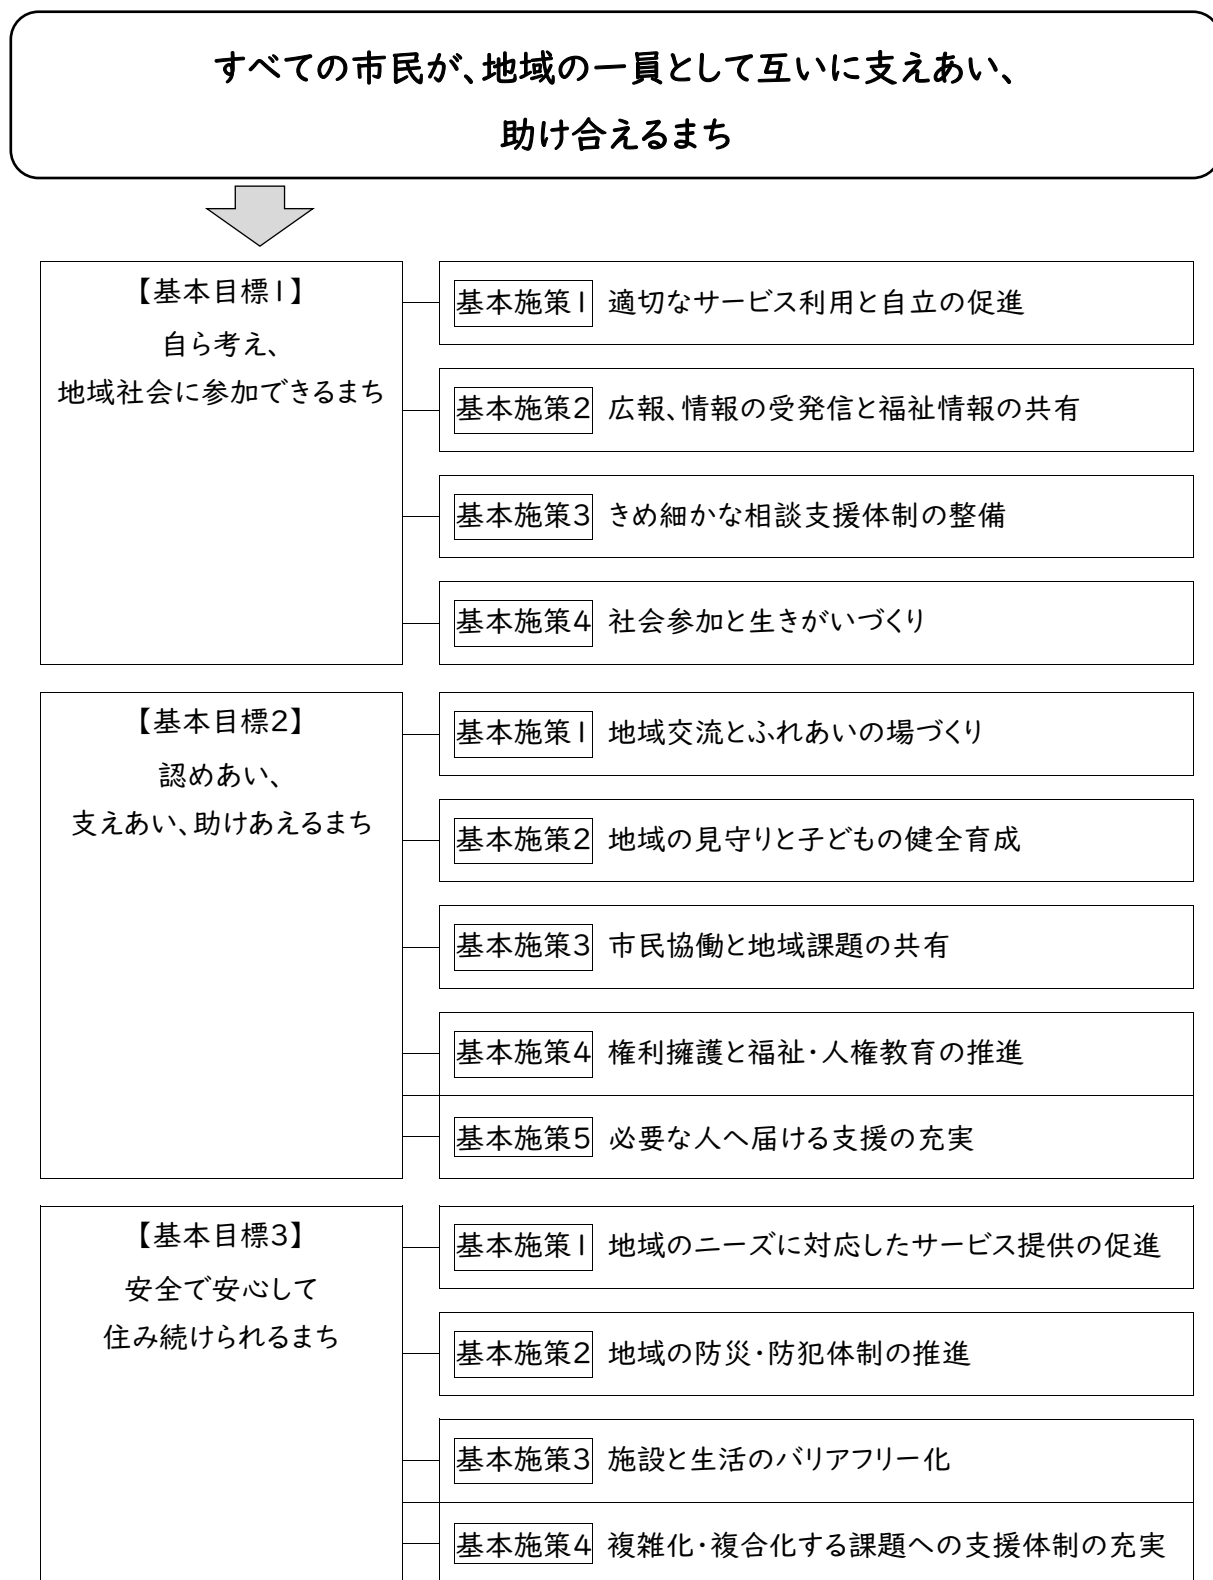 すべての市民が、地域の一員として互いに支えあい、
助け合えるまち
【基本目標1】
自ら考え、
地域社会に参加できるまち
基本施策1 適切なサービス利用と自立の促進
基本施策2 広報、情報の受発信と福祉情報の共有
基本施策3 きめ細かな相談支援体制の整備
基本施策4 社会参加と生きがいづくり
【基本目標2】
認めあい、
支えあい、助けあえるまち
基本施策1 地域交流とふれあいの場づくり
基本施策2 地域の見守りと子どもの健全育成
基本施策3 市民協働と地域課題の共有
基本施策4 権利擁護と福祉・人権教育の推進
基本施策5 必要な人へ届ける支援の充実
【基本目標3】
安全で安心して
住み続けられるまち
基本施策1 地域のニーズに対応したサービス提供の促進
基本施策2 地域の防災・防犯体制の推進
基本施策3 施設と生活のバリアフリー化
基本施策4 複雑化・複合化する課題への支援体制の充実